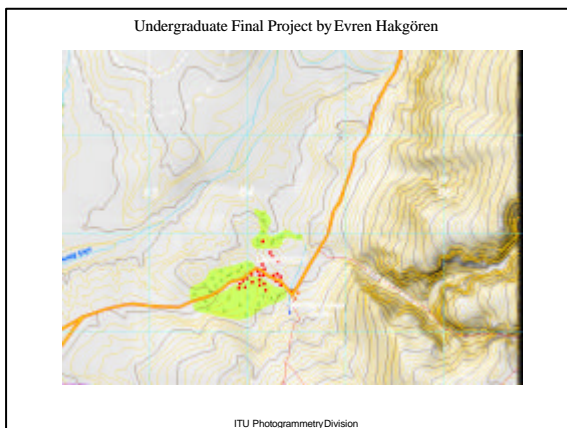 Undergraduate Final Project by Evren Hakgören
ITU Photogrammetry Division